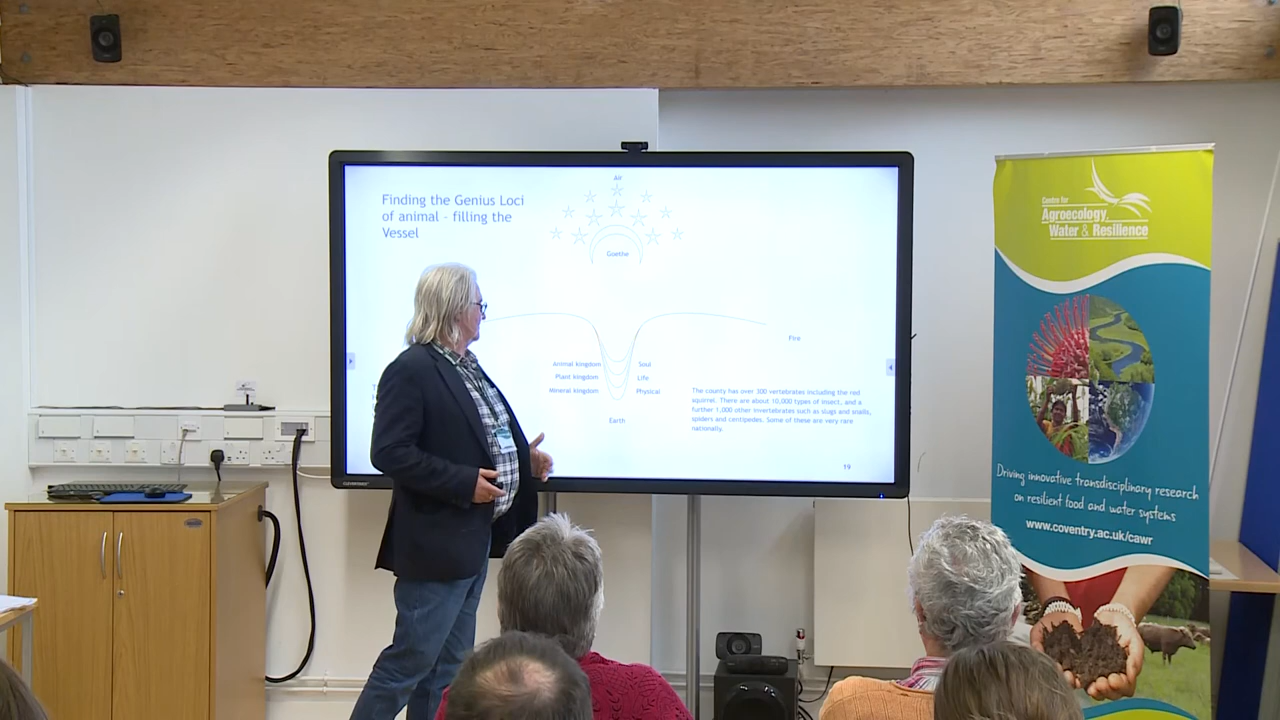 Finding the Genius Loci
of animal - filling the
Vessel
Air
Goethe
Fire
Animal kingdom Soul
Plant kingdom Life
Mineral kingdom Physical
Earth
The county has over 300 vertebrates including the red
squirrel. There are about 10,000 types of insect, and a
further 1,000 other invertebrates such as slugs and snails,
spiders and centipedes. Some of these are very rare
nationally.
19
CLEVERTOUCH
Centre for
Agroecology,
Water & Resilience
Driving innovative transdisciplinary research
on resilient food and water systems
www.coventry.ac.uk/cawr